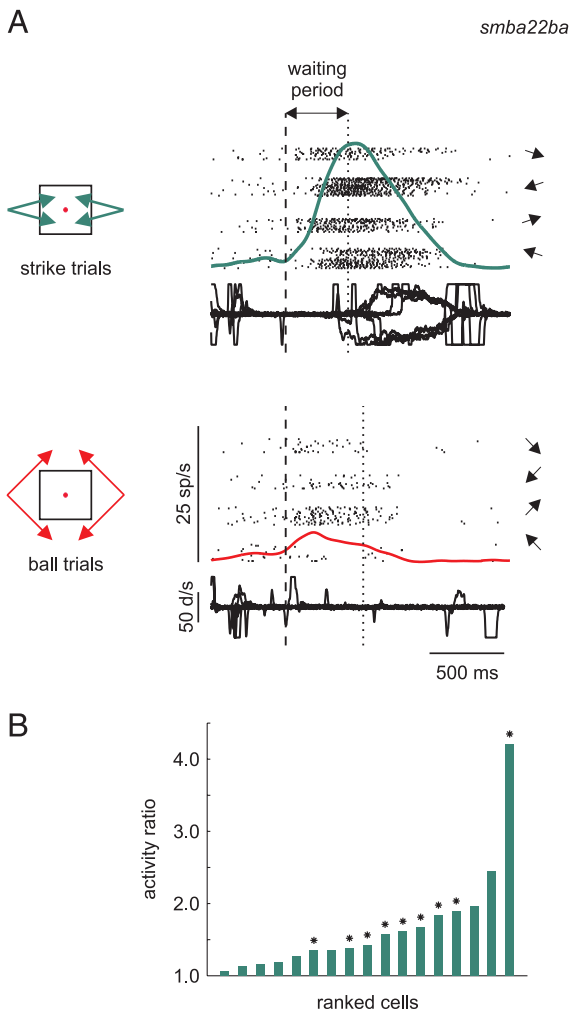 A
smba22ba
waiting
period
strike trials
25 sp/s
ball trials
50 d/s
500 ms
B
activity ratio
4.0
3.0
2.0
1.0
* * * * * * * * * *
ranked cells